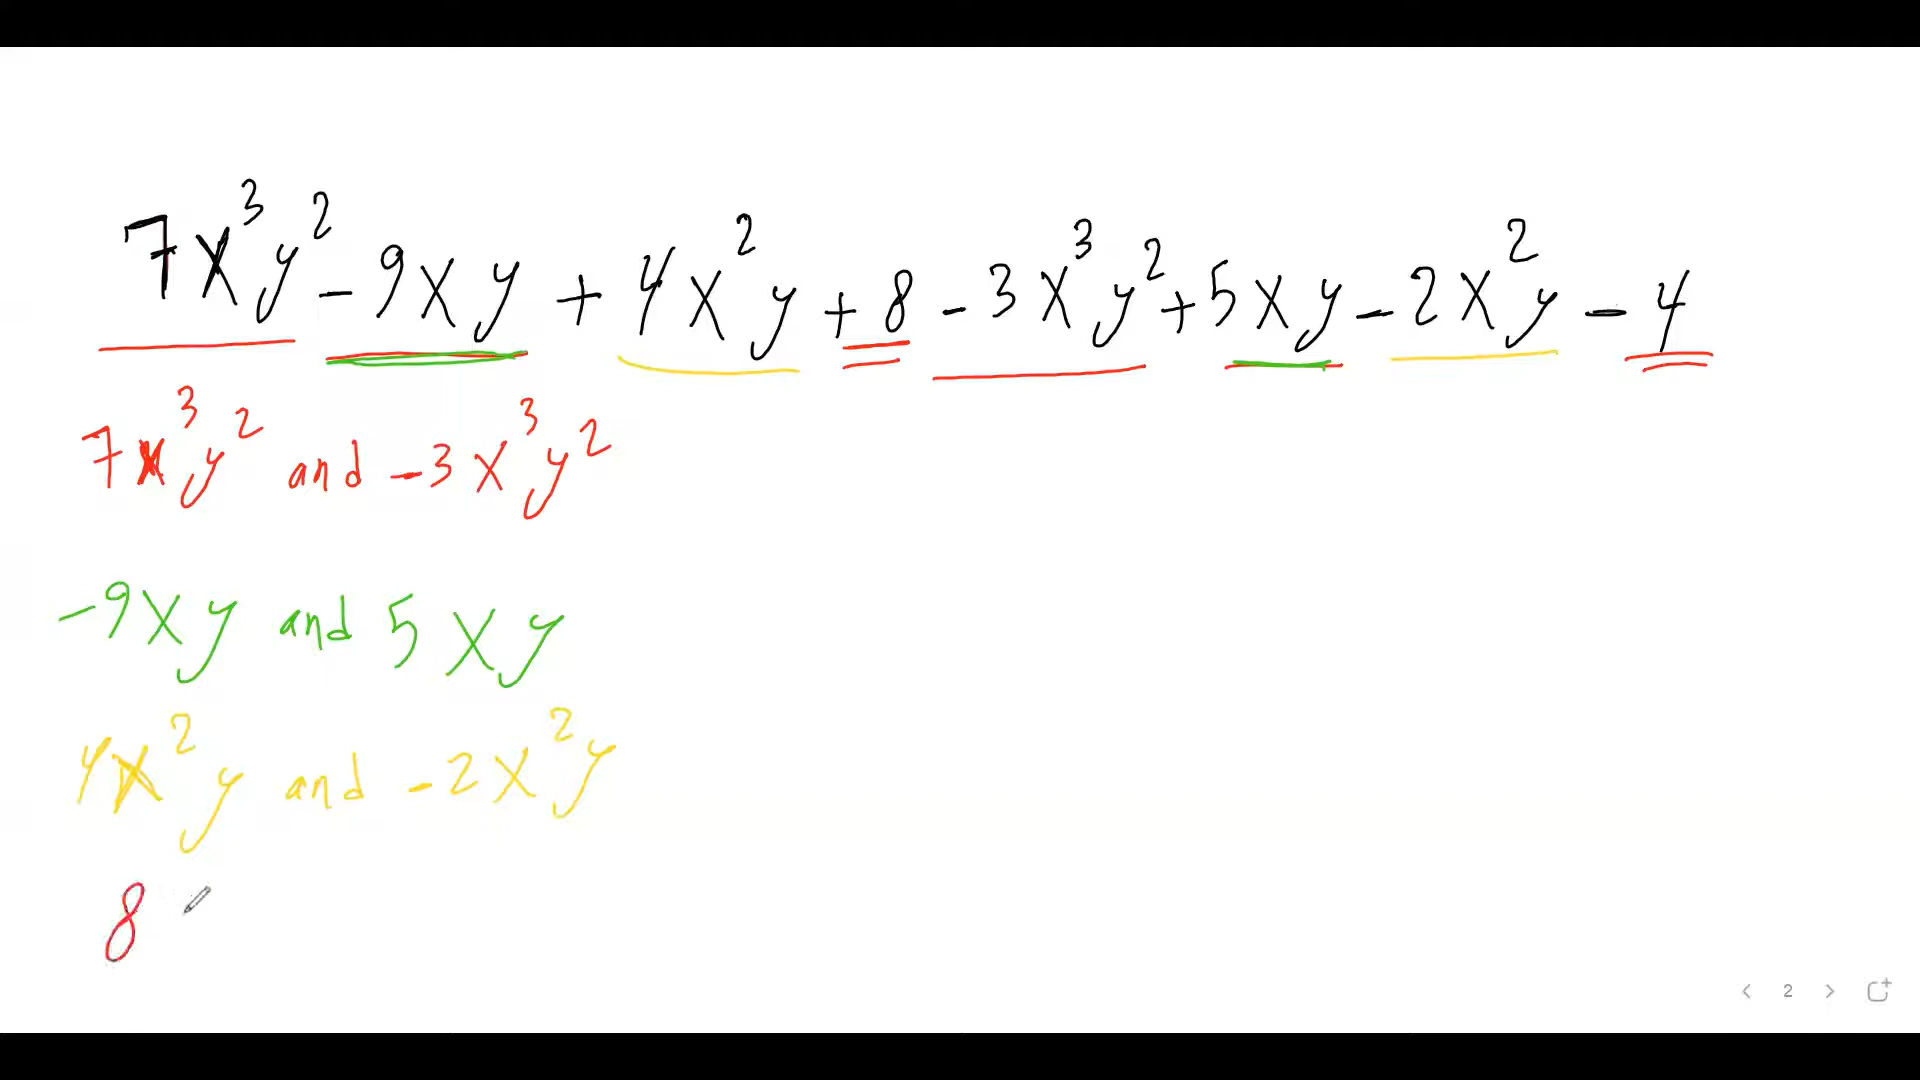 7x³y² - 9xy + 4x²y + 8 - 3x³y² + 5xy - 2x²y - 4
7x³y² and -3x³y²
-9xy and 5xy
4x²y and -2x²y
8
< 2 >